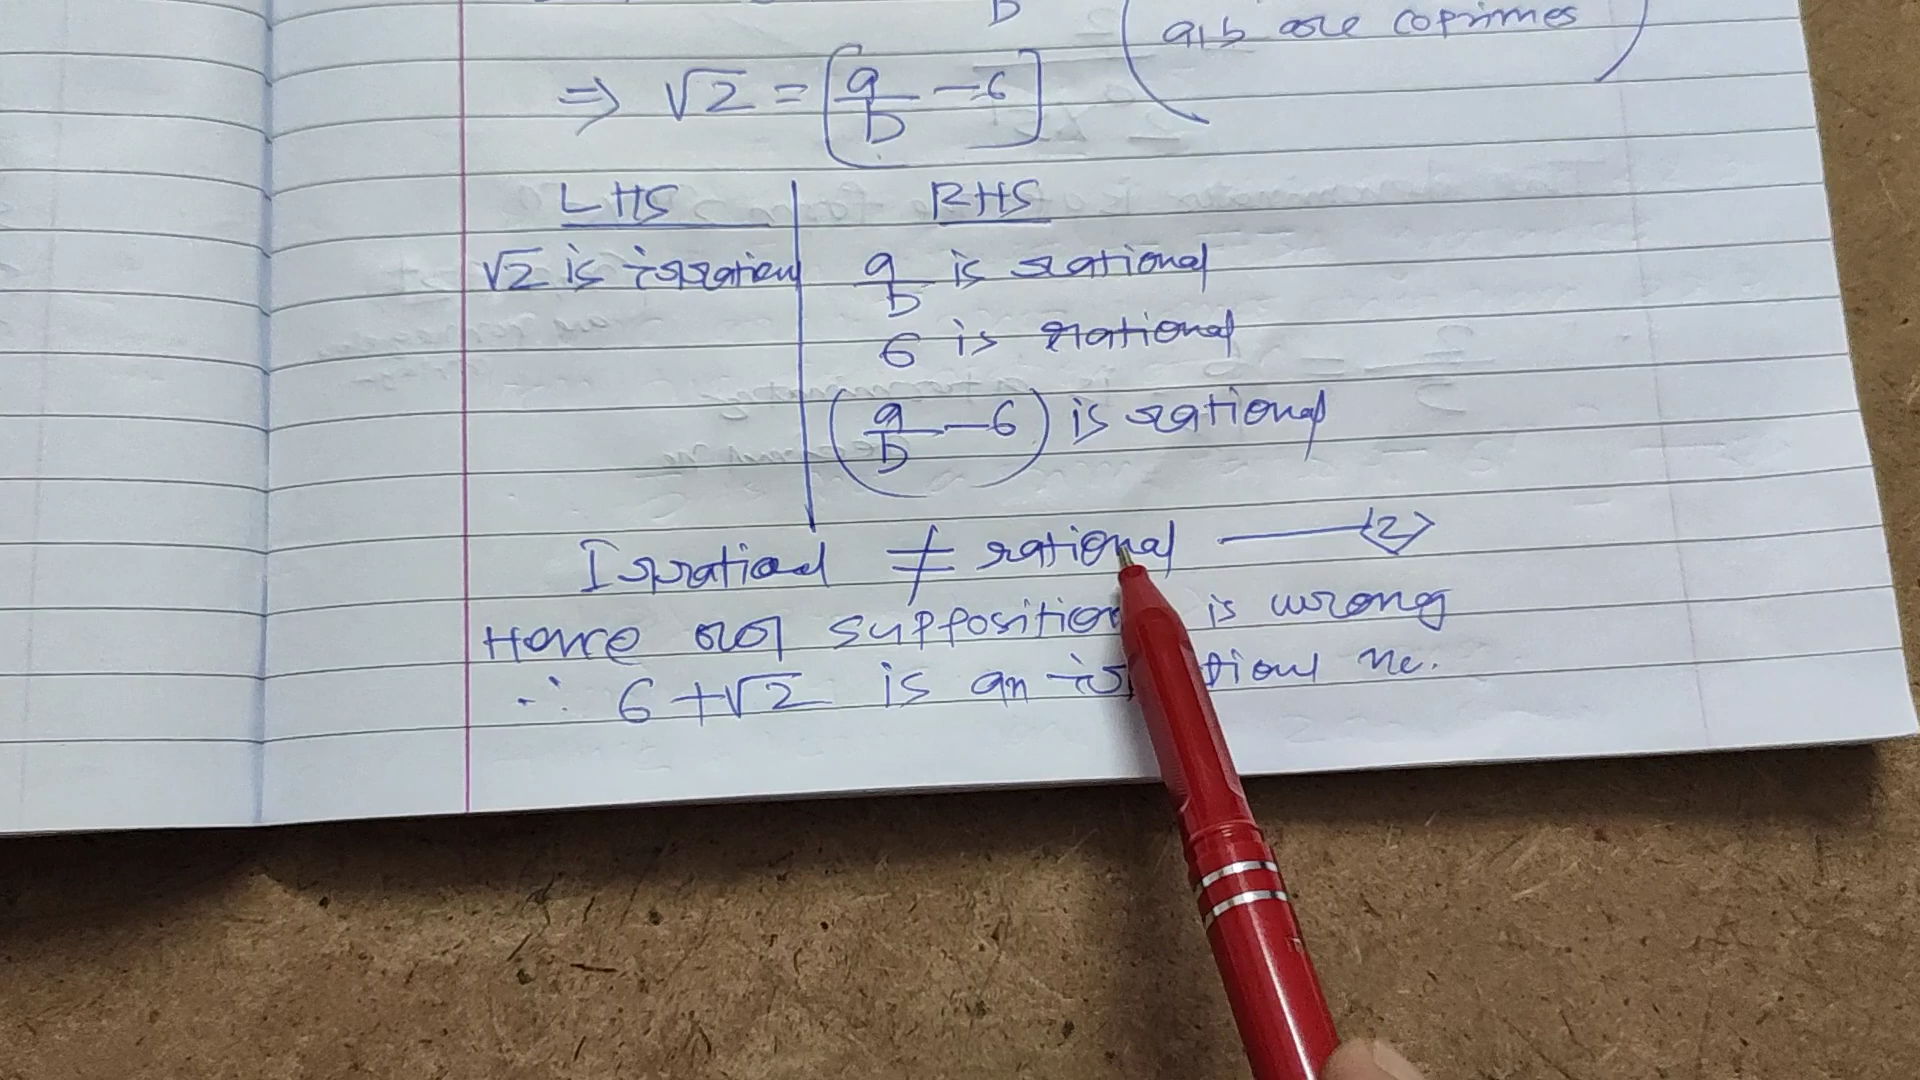 b
a,b are coprimes
⇒ √2 = [a/b - 6]
LHS RHS
√2 is irration a/b is rational
6 is rational
(a/b - 6) is rational
Irrational ≠ rational → <2>
Hence our supposition is wrong
∴ 6+√2 is an no.